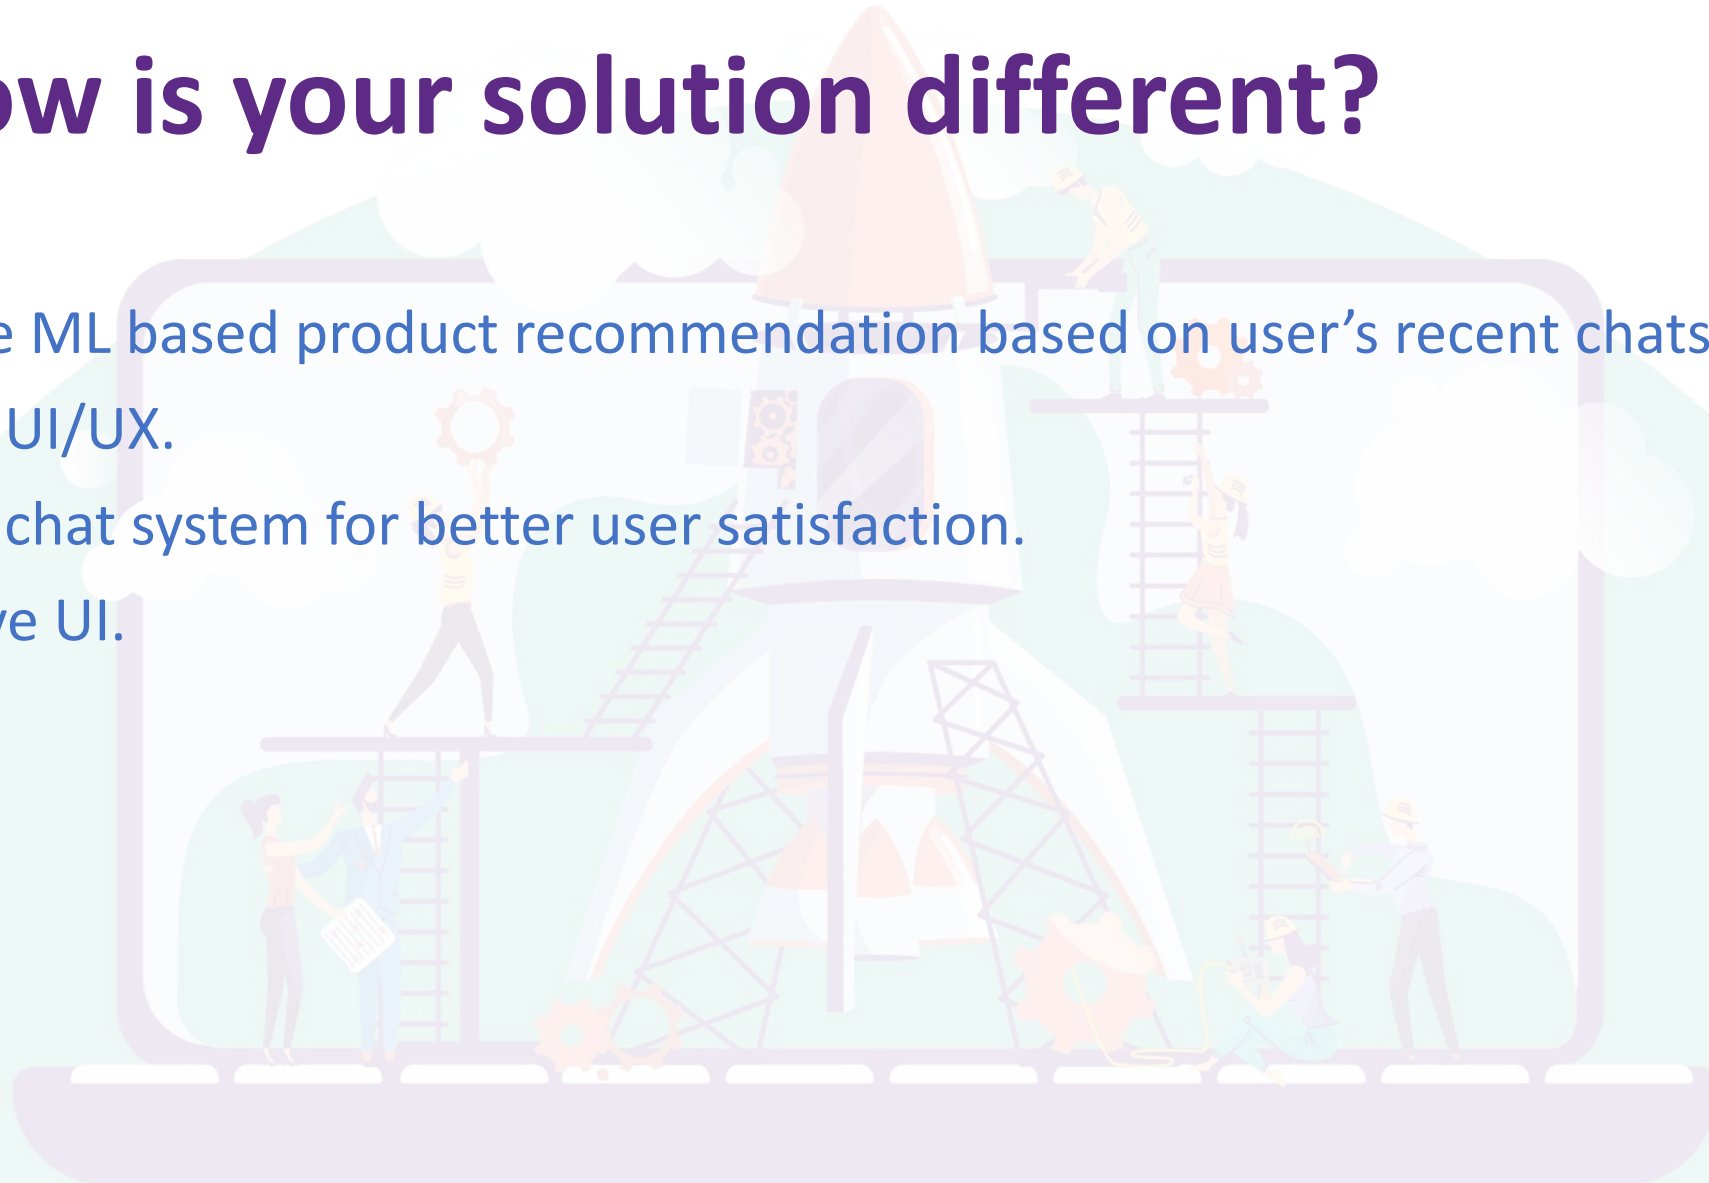 ow is your solution different?
e ML based product recommendation based on user’s recent chats
UI/UX.
chat system for better user satisfaction.
ve UI.